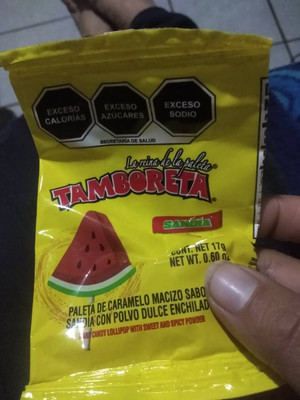 EXCESO CALORÍAS
EXCESO AZÚCARES
EXCESO SODIO
SECRETARÍA DE SALUD
La reina de la paleta®
TAMBORETA®
SANDÍA
CONT. NET 17g
NET WT. 0.60 oz
PALETA DE CARAMELO MACIZO SABO
SANDÍA CON POLVO DULCE ENCHILAD
CANDY LOLLIPOP WITH SWEET AND SPICY POWDER